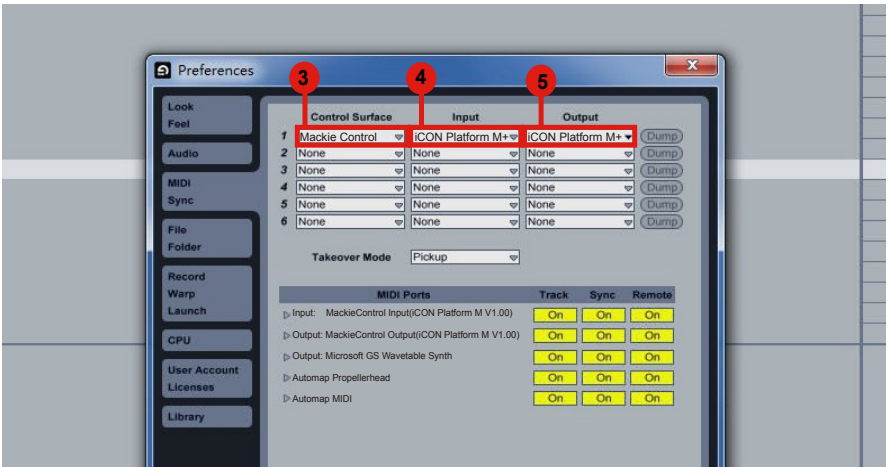 Preferences
X
3
4
5
Look
Feel
Audio
MIDI
Sync
File
Folder
Record
Warp
Launch
CPU
User Account
Licenses
Library
Control Surface Input Output
1 Mackie Control iCON Platform M+ iCON Platform M+ Dump
2 None None None Dump
3 None None None Dump
4 None None None Dump
5 None None None Dump
6 None None None Dump
Takeover Mode Pickup
MIDI Ports Track Sync Remote
Input: MackieControl Input(iCON Platform M V1.00) On On On
Output: MackieControl Output(iCON Platform M V1.00) On On On
Output: Microsoft GS Wavetable Synth On On On
Automap Propellerhead On On On
Automap MIDI On On On